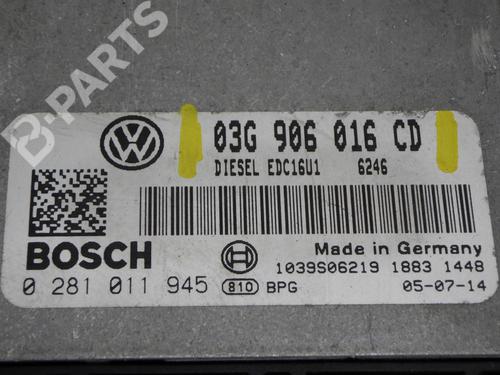 B-PARTS
03G 906 016 CD
DIESEL EDC16U1 6246
BOSCH
Made in Germany
1039S06219 1883 1448
0 281 011 945 810 BPG 05-07-14